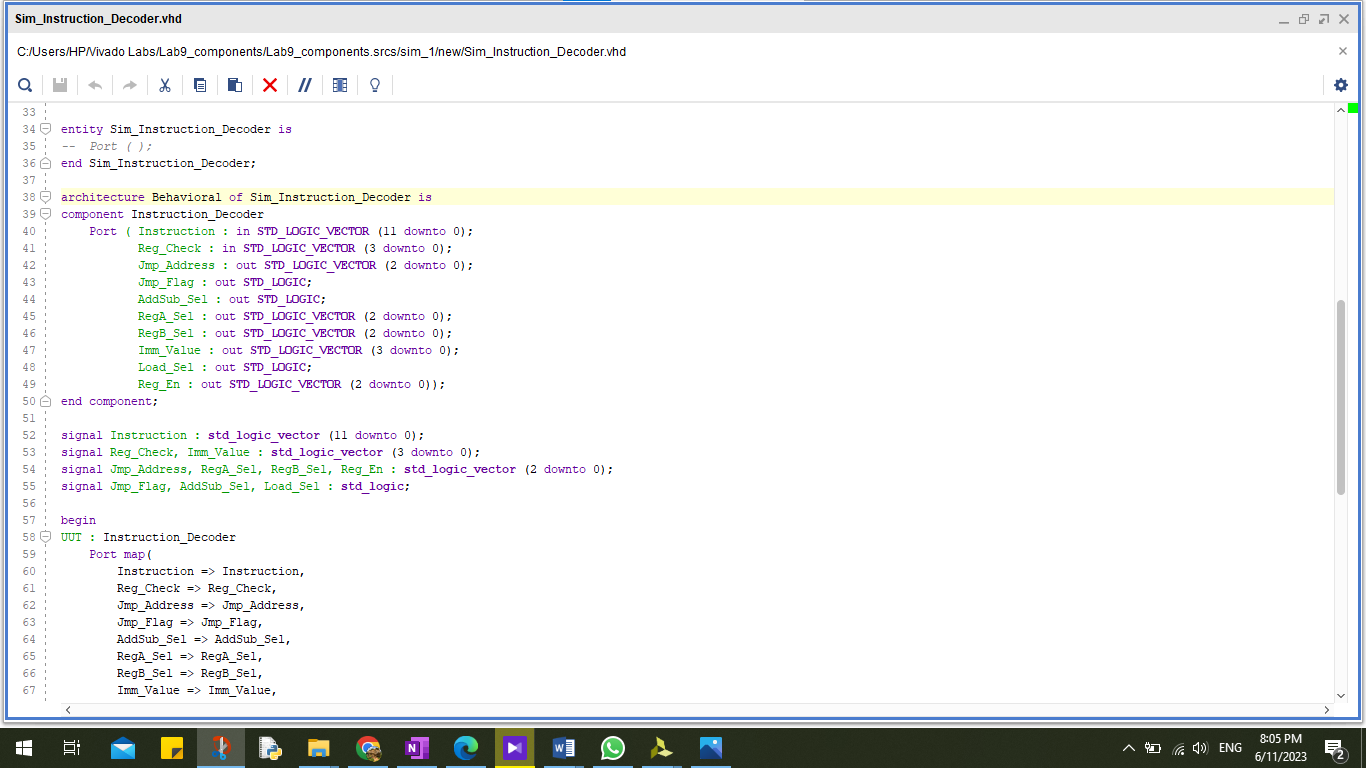 Sim_Instruction_Decoder.vhd
C:/Users/HP/Vivado Labs/Lab9_components/Lab9_components.srcs/sim_1/new/Sim_Instruction_Decoder.vhd
33
34 entity Sim_Instruction_Decoder is
35 --  Port ( );
36 end Sim_Instruction_Decoder;
37
38 architecture Behavioral of Sim_Instruction_Decoder is
39 component Instruction_Decoder
40     Port ( Instruction : in STD_LOGIC_VECTOR (11 downto 0);
41            Reg_Check : in STD_LOGIC_VECTOR (3 downto 0);
42            Jmp_Address : out STD_LOGIC_VECTOR (2 downto 0);
43            Jmp_Flag : out STD_LOGIC;
44            AddSub_Sel : out STD_LOGIC;
45            RegA_Sel : out STD_LOGIC_VECTOR (2 downto 0);
46            RegB_Sel : out STD_LOGIC_VECTOR (2 downto 0);
47            Imm_Value : out STD_LOGIC_VECTOR (3 downto 0);
48            Load_Sel : out STD_LOGIC;
49            Reg_En : out STD_LOGIC_VECTOR (2 downto 0));
50 end component;
51
52 signal Instruction : std_logic_vector (11 downto 0);
53 signal Reg_Check, Imm_Value : std_logic_vector (3 downto 0);
54 signal Jmp_Address, RegA_Sel, RegB_Sel, Reg_En : std_logic_vector (2 downto 0);
55 signal Jmp_Flag, AddSub_Sel, Load_Sel : std_logic;
56
57 begin
58 UUT : Instruction_Decoder
59     Port map(
60         Instruction => Instruction,
61         Reg_Check => Reg_Check,
62         Jmp_Address => Jmp_Address,
63         Jmp_Flag => Jmp_Flag,
64         AddSub_Sel => AddSub_Sel,
65         RegA_Sel => RegA_Sel,
66         RegB_Sel => RegB_Sel,
67         Imm_Value => Imm_Value,
ENG
8:05 PM
6/11/2023
2